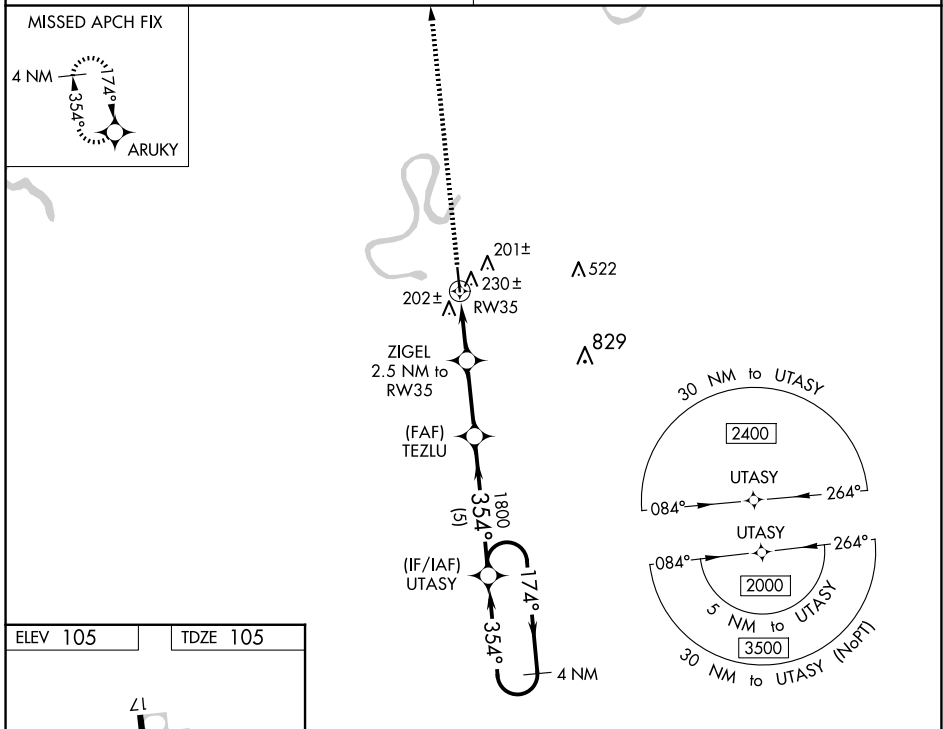 MISSED APCH FIX
4 NM
174°
354°
ARUKY
201±
522
230±
202±
RW35
829
ZIGEL
2.5 NM to
RW35
(FAF)
TEZLU
1800
354°
(5)
(IF/IAF)
UTASY
174°
354°
4 NM
30 NM to UTASY
2400
UTASY
084°
264°
UTASY
084°
264°
2000
5 NM to UTASY
3500
30 NM to UTASY (NoPT)
ELEV 105
TDZE 105
17